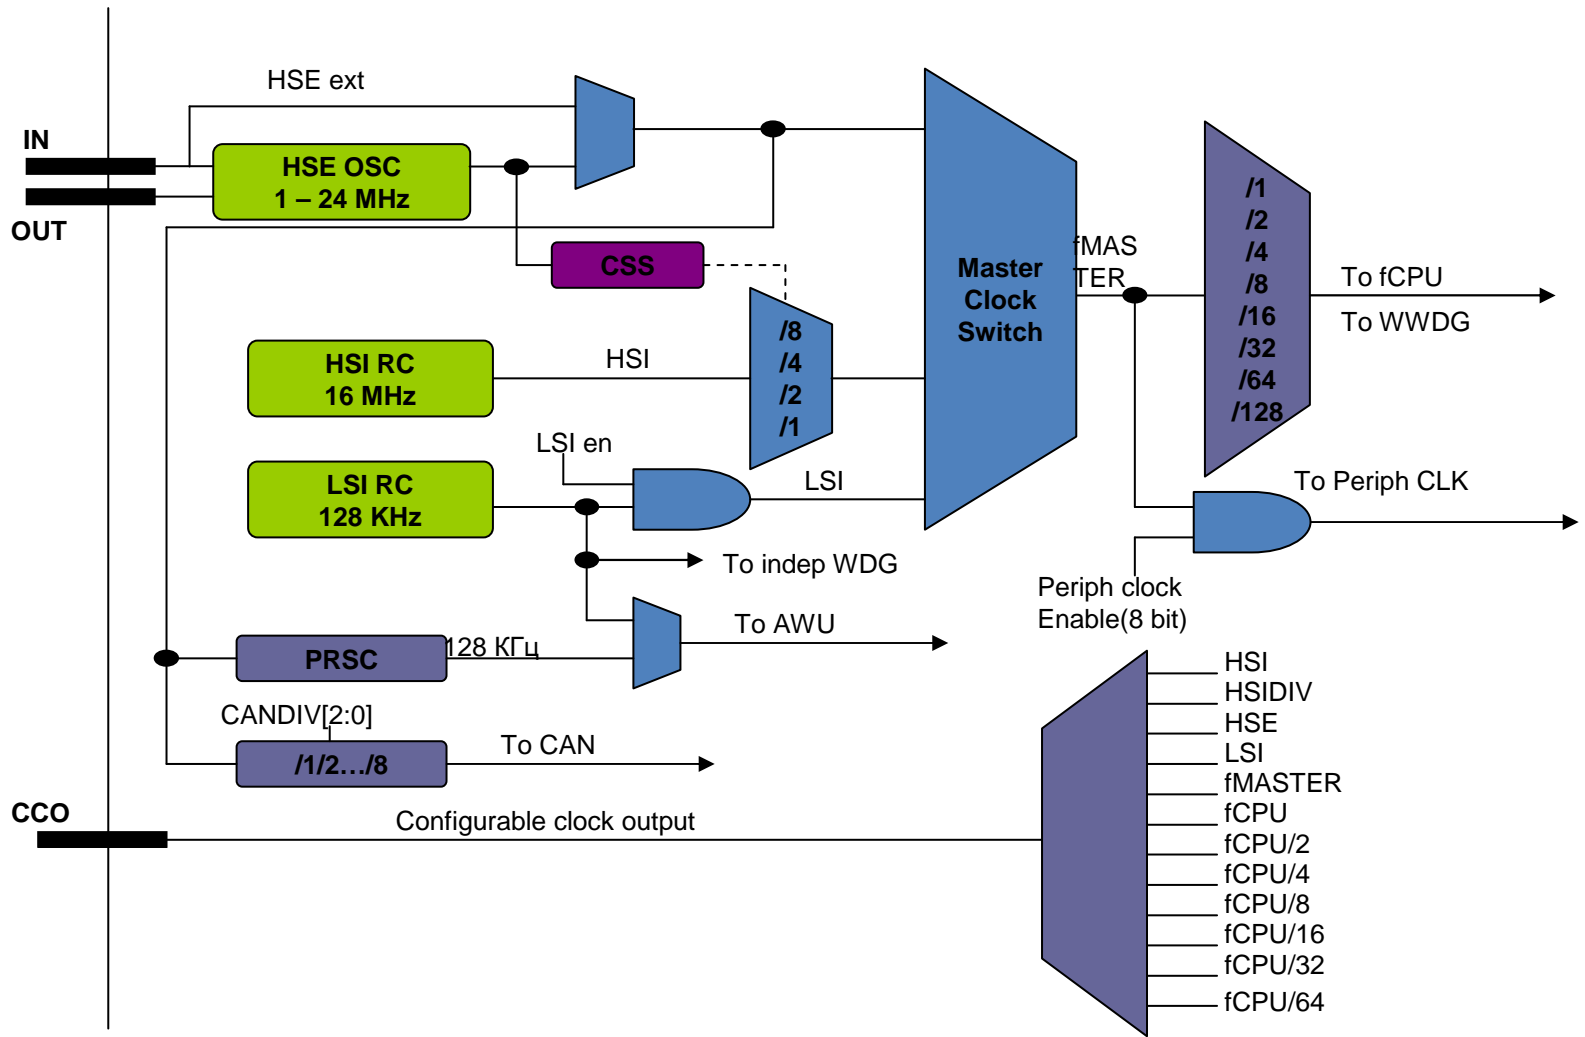 HSE ext
IN
HSE OSC
1 – 24 MHz
OUT
CSS
Master
Clock
Switch
fMAS
TER
/1
/2
/4
/8
/16
/32
/64
/128
To fCPU
To WWDG
HSI RC
16 MHz
HSI
/8
/4
/2
/1
LSI en
LSI RC
128 KHz
LSI
To Periph CLK
To indep WDG
Periph clock
Enable(8 bit)
To AWU
PRSC
128 КГц
CANDIV[2:0]
/1/2…/8
To CAN
CCO
Configurable clock output
HSI
HSIDIV
HSE
LSI
fMASTER
fCPU
fCPU/2
fCPU/4
fCPU/8
fCPU/16
fCPU/32
fCPU/64